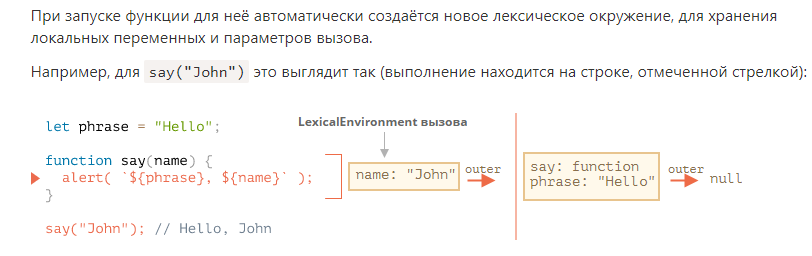 При запуске функции для неё автоматически создаётся новое лексическое окружение, для хранения
локальных переменных и параметров вызова.
Например, для say("John") это выглядит так (выполнение находится на строке, отмеченной стрелкой):
LexicalEnvironment вызова
let phrase = "Hello";
function say(name) {
alert( `${phrase}, ${name}` );
}
say("John"); // Hello, John
name: "John"
outer
say: function
phrase: "Hello"
outer
null